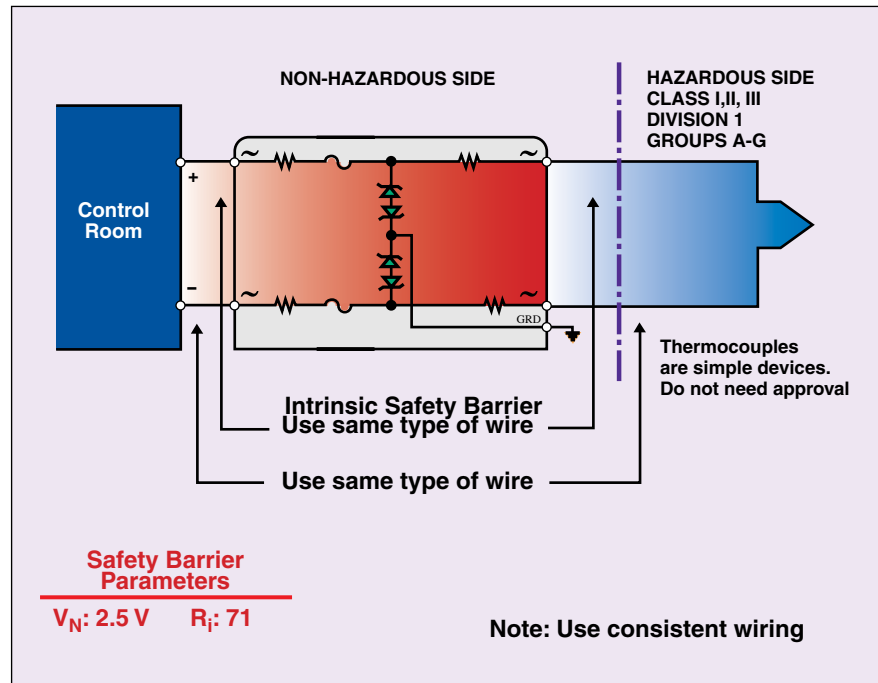 NON-HAZARDOUS SIDE
HAZARDOUS SIDE
CLASS I,II, III
DIVISION 1
GROUPS A-G
Control
Room
+
–
~
~
~
~
GRD
Thermocouples
are simple devices.
Do not need approval
Intrinsic Safety Barrier
Use same type of wire
Use same type of wire
Safety Barrier
Parameters
VN: 2.5 V Ri: 71
Note: Use consistent wiring